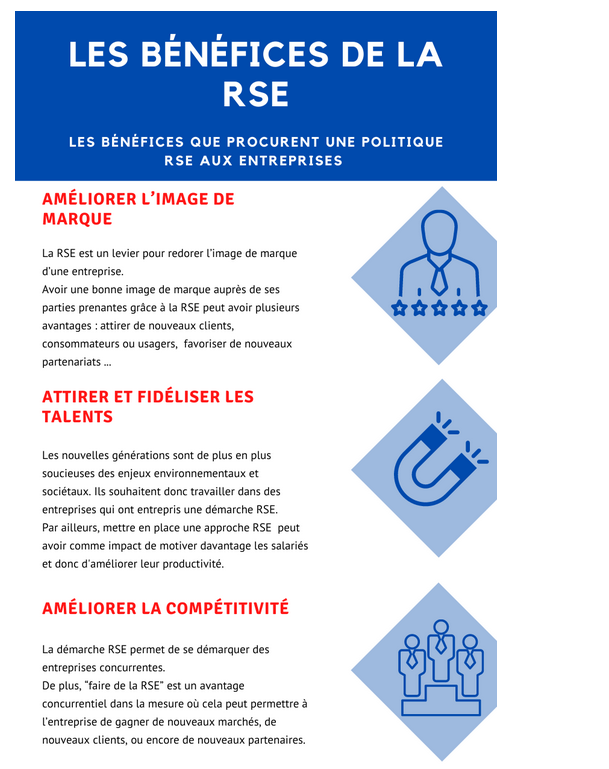 LES BÉNÉFICES DE LA
RSE
LES BÉNÉFICES QUE PROCURENT UNE POLITIQUE
RSE AUX ENTREPRISES
AMÉLIORER L’IMAGE DE
MARQUE
La RSE est un levier pour redorer l’image de marque
d’une entreprise.
Avoir une bonne image de marque auprès de ses
parties prenantes grâce à la RSE peut avoir plusieurs
avantages : attirer de nouveaux clients,
consommateurs ou usagers,  favoriser de nouveaux
partenariats ...
ATTIRER ET FIDÉLISER LES
TALENTS
Les nouvelles générations sont de plus en plus
soucieuses des enjeux environnementaux et
sociétaux. Ils souhaitent donc travailler dans des
entreprises qui ont entrepris une démarche RSE.
Par ailleurs, mettre en place une approche RSE  peut
avoir comme impact de motiver davantage les salariés
et donc d'améliorer leur productivité.
AMÉLIORER LA COMPÉTITIVITÉ
La démarche RSE permet de se démarquer des
entreprises concurrentes.
De plus, “faire de la RSE” est un avantage
concurrentiel dans la mesure où cela peut permettre à
l’entreprise de gagner de nouveaux marchés, de
nouveaux clients, ou encore de nouveaux partenaires.